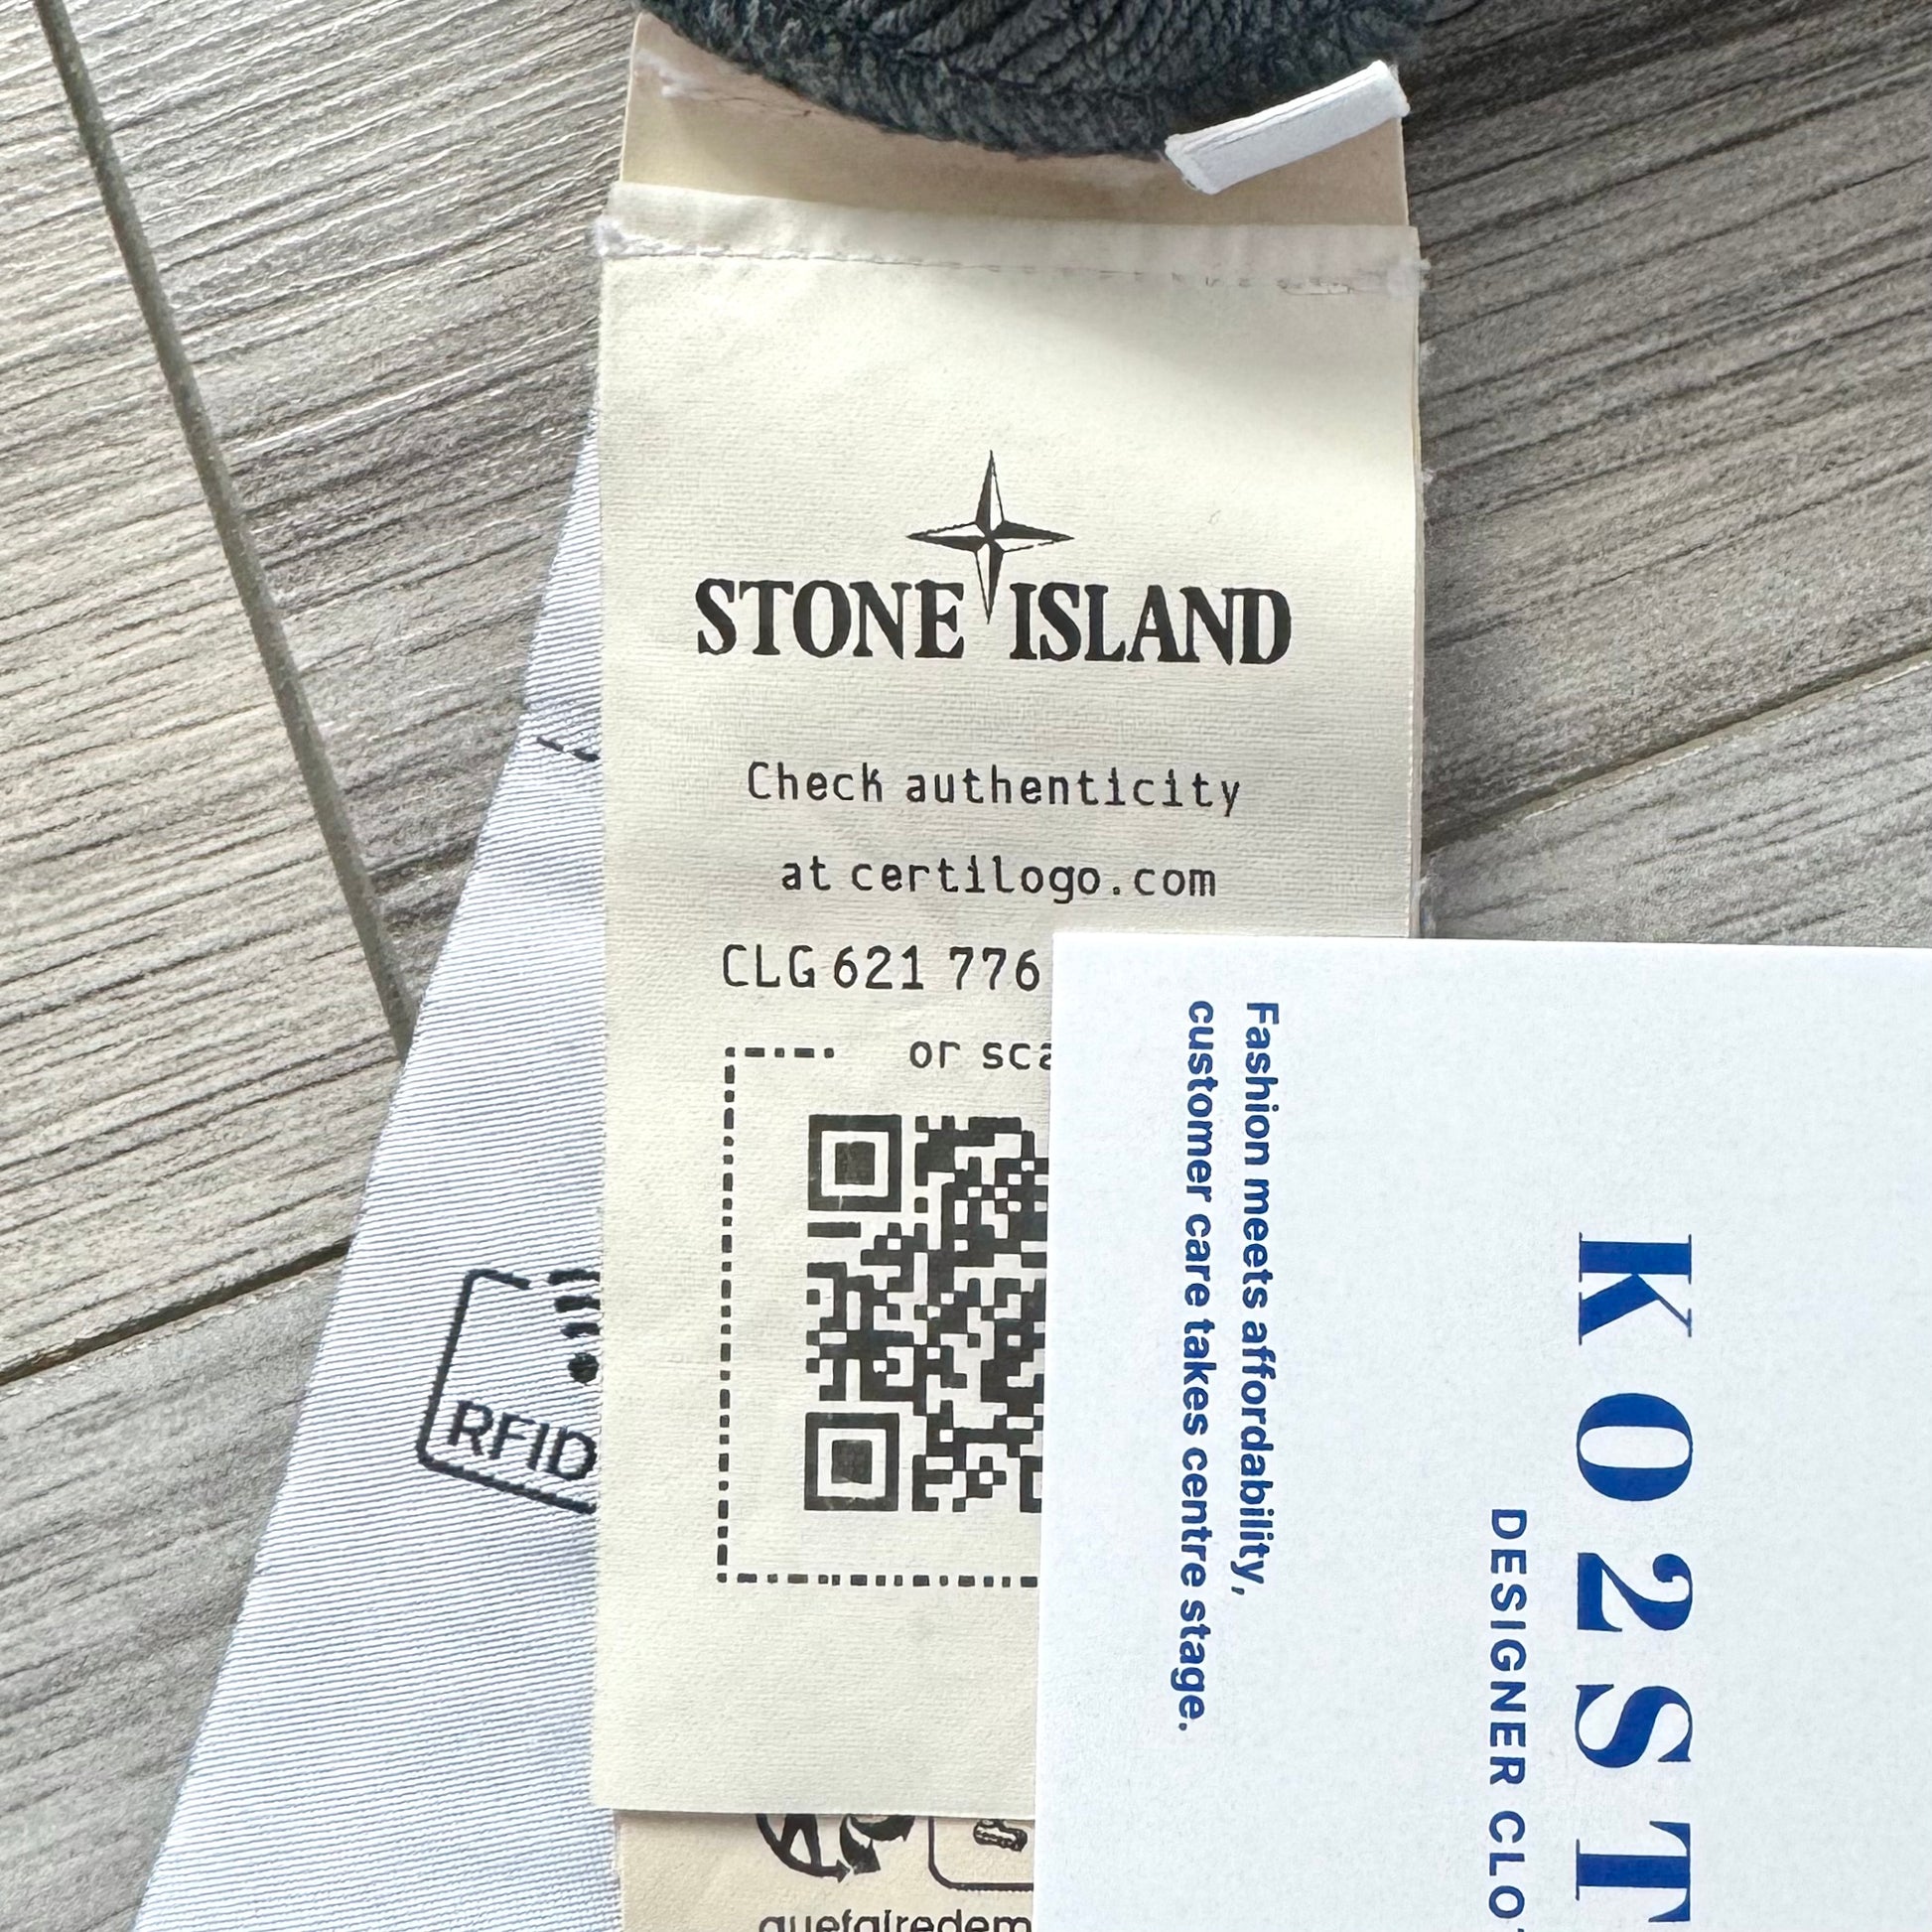 STONE ISLAND
Check authenticity
at certilogo.com
CLG 621 776
or sca
RFID
Fashion meets affordability,
customer care takes centre stage.
KO2ST
DESIGNER CLO
quefairedem